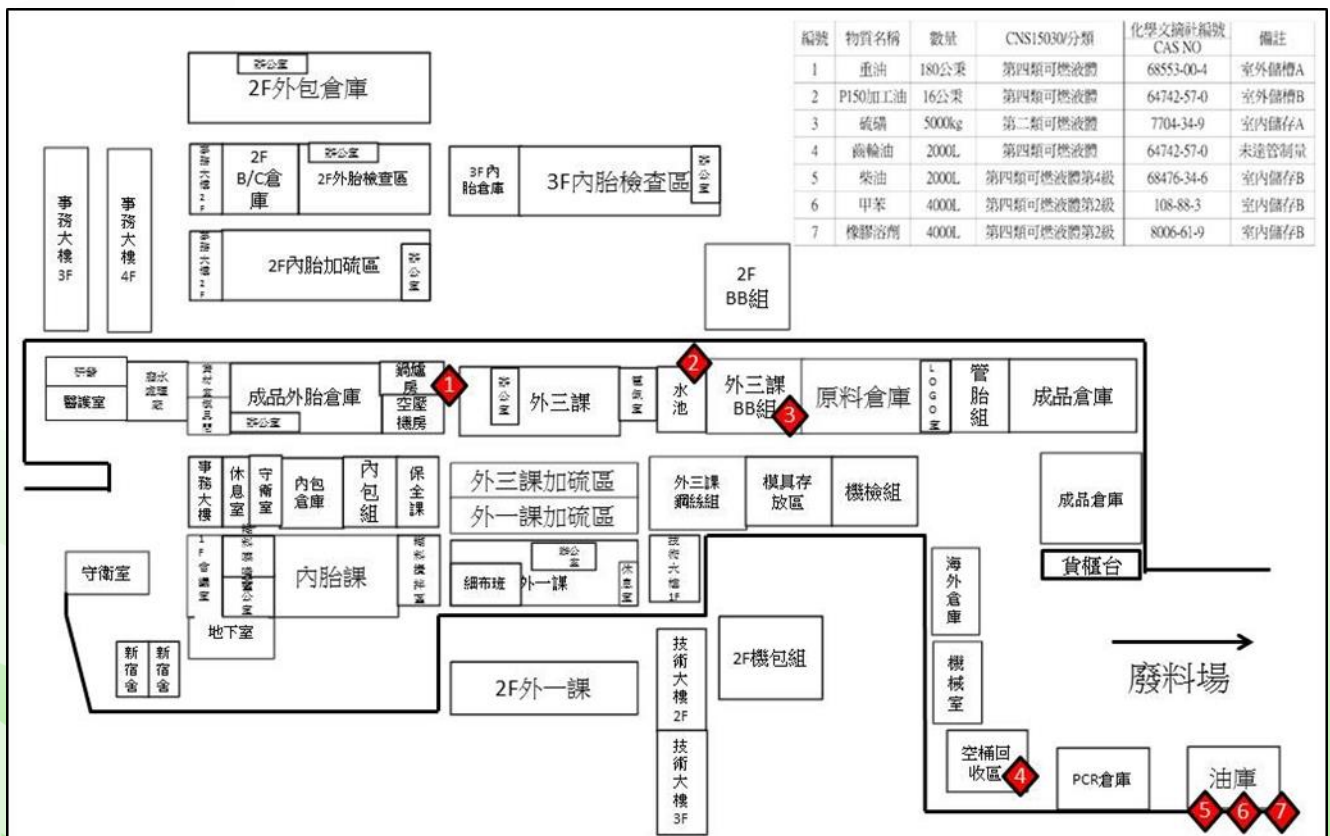 編號 物質名稱 數量 CNS15030/分類 化學文摘社編號 CAS NO 備註
1 重油 180公秉 第四類可燃液體 68553-00-4 室外儲槽A
2 P150加工油 16公秉 第四類可燃液體 64742-57-0 室外儲槽B
3 硫磺 5000kg 第二類可燃液體 7704-34-9 室內儲存A
4 齒輪油 2000L 第四類可燃液體 64742-57-0 未達管制量
5 柴油 2000L 第四類可燃液體第4級 68476-34-6 室內儲存B
6 甲苯 4000L 第四類可燃液體第2級 108-88-3 室內儲存B
7 橡膠溶劑 4000L 第四類可燃液體第2級 8006-61-9 室內儲存B
辦公室
2F外包倉庫
事務大樓3F
事務大樓4F
2F
B/C倉庫
辦公室
2F外胎檢查區
3F內胎倉庫
3F內胎檢查區
辦公室
2F內胎加硫區
辦公室
2F
BB組
醫護室
廢水處理區
成品外胎倉庫
辦公室
鍋爐房
空壓機房
1
辦公室
外三課
水池
2
外三課
BB組
3
原料倉庫
LOGO室
管胎組
成品倉庫
事務大樓
休息室
守衛室
內包倉庫
內包組
保全課
外三課加硫區
外一課加硫區
外三課鋼絲組
模具存放區
機檢組
成品倉庫
貨櫃台
守衛室
1F會議室
內胎課
地下室
辦公室
細布班
外一課
休息室
技術大樓1F
海外倉庫
機械室
新宿舍
新宿舍
2F外一課
技術大樓2F
技術大樓3F
2F機包組
廢料場
空桶回收區
4
PCR倉庫
油庫
5
6
7